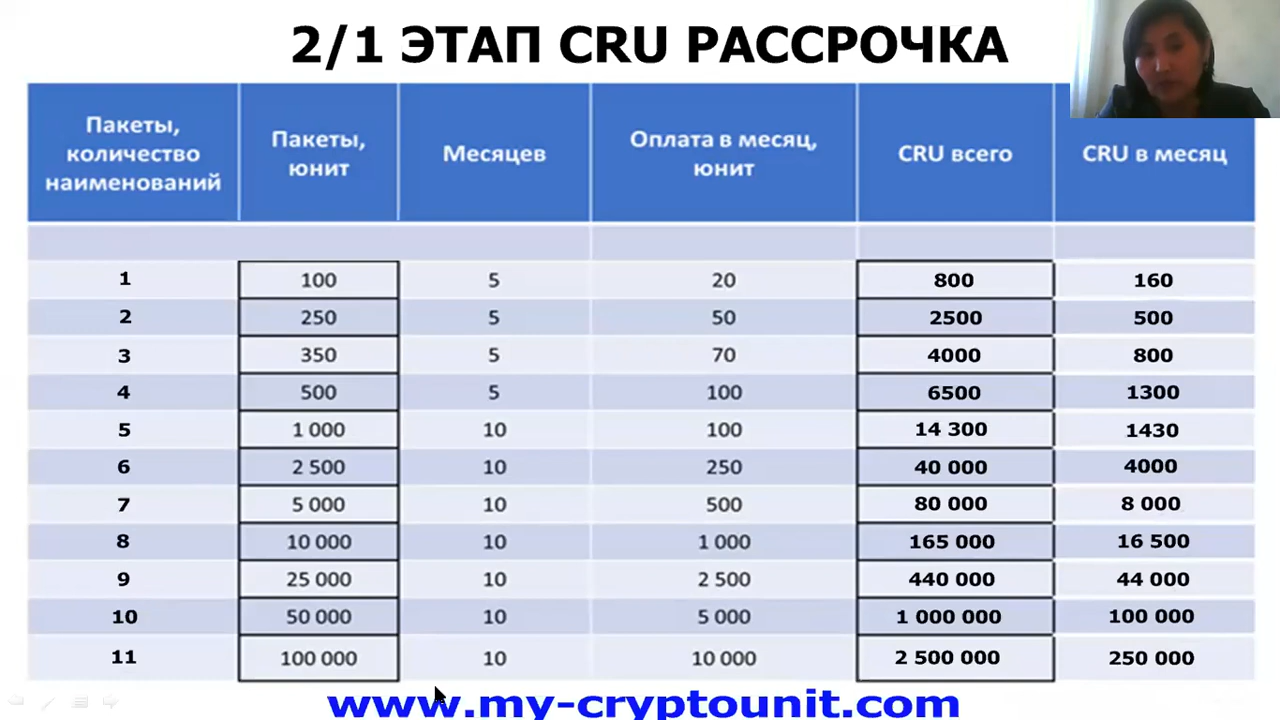 2/1 ЭТАП CRU РАССРОЧКА
Пакеты,
количество
наименований
Пакеты,
юнит
Месяцев
Оплата в месяц,
юнит
CRU всего
CRU в месяц
1 100 5 20 800 160
2 250 5 50 2500 500
3 350 5 70 4000 800
4 500 5 100 6500 1300
5 1 000 10 100 14 300 1430
6 2 500 10 250 40 000 4000
7 5 000 10 500 80 000 8 000
8 10 000 10 1 000 165 000 16 500
9 25 000 10 2 500 440 000 44 000
10 50 000 10 5 000 1 000 000 100 000
11 100 000 10 10 000 2 500 000 250 000
www.my-cryptounit.com